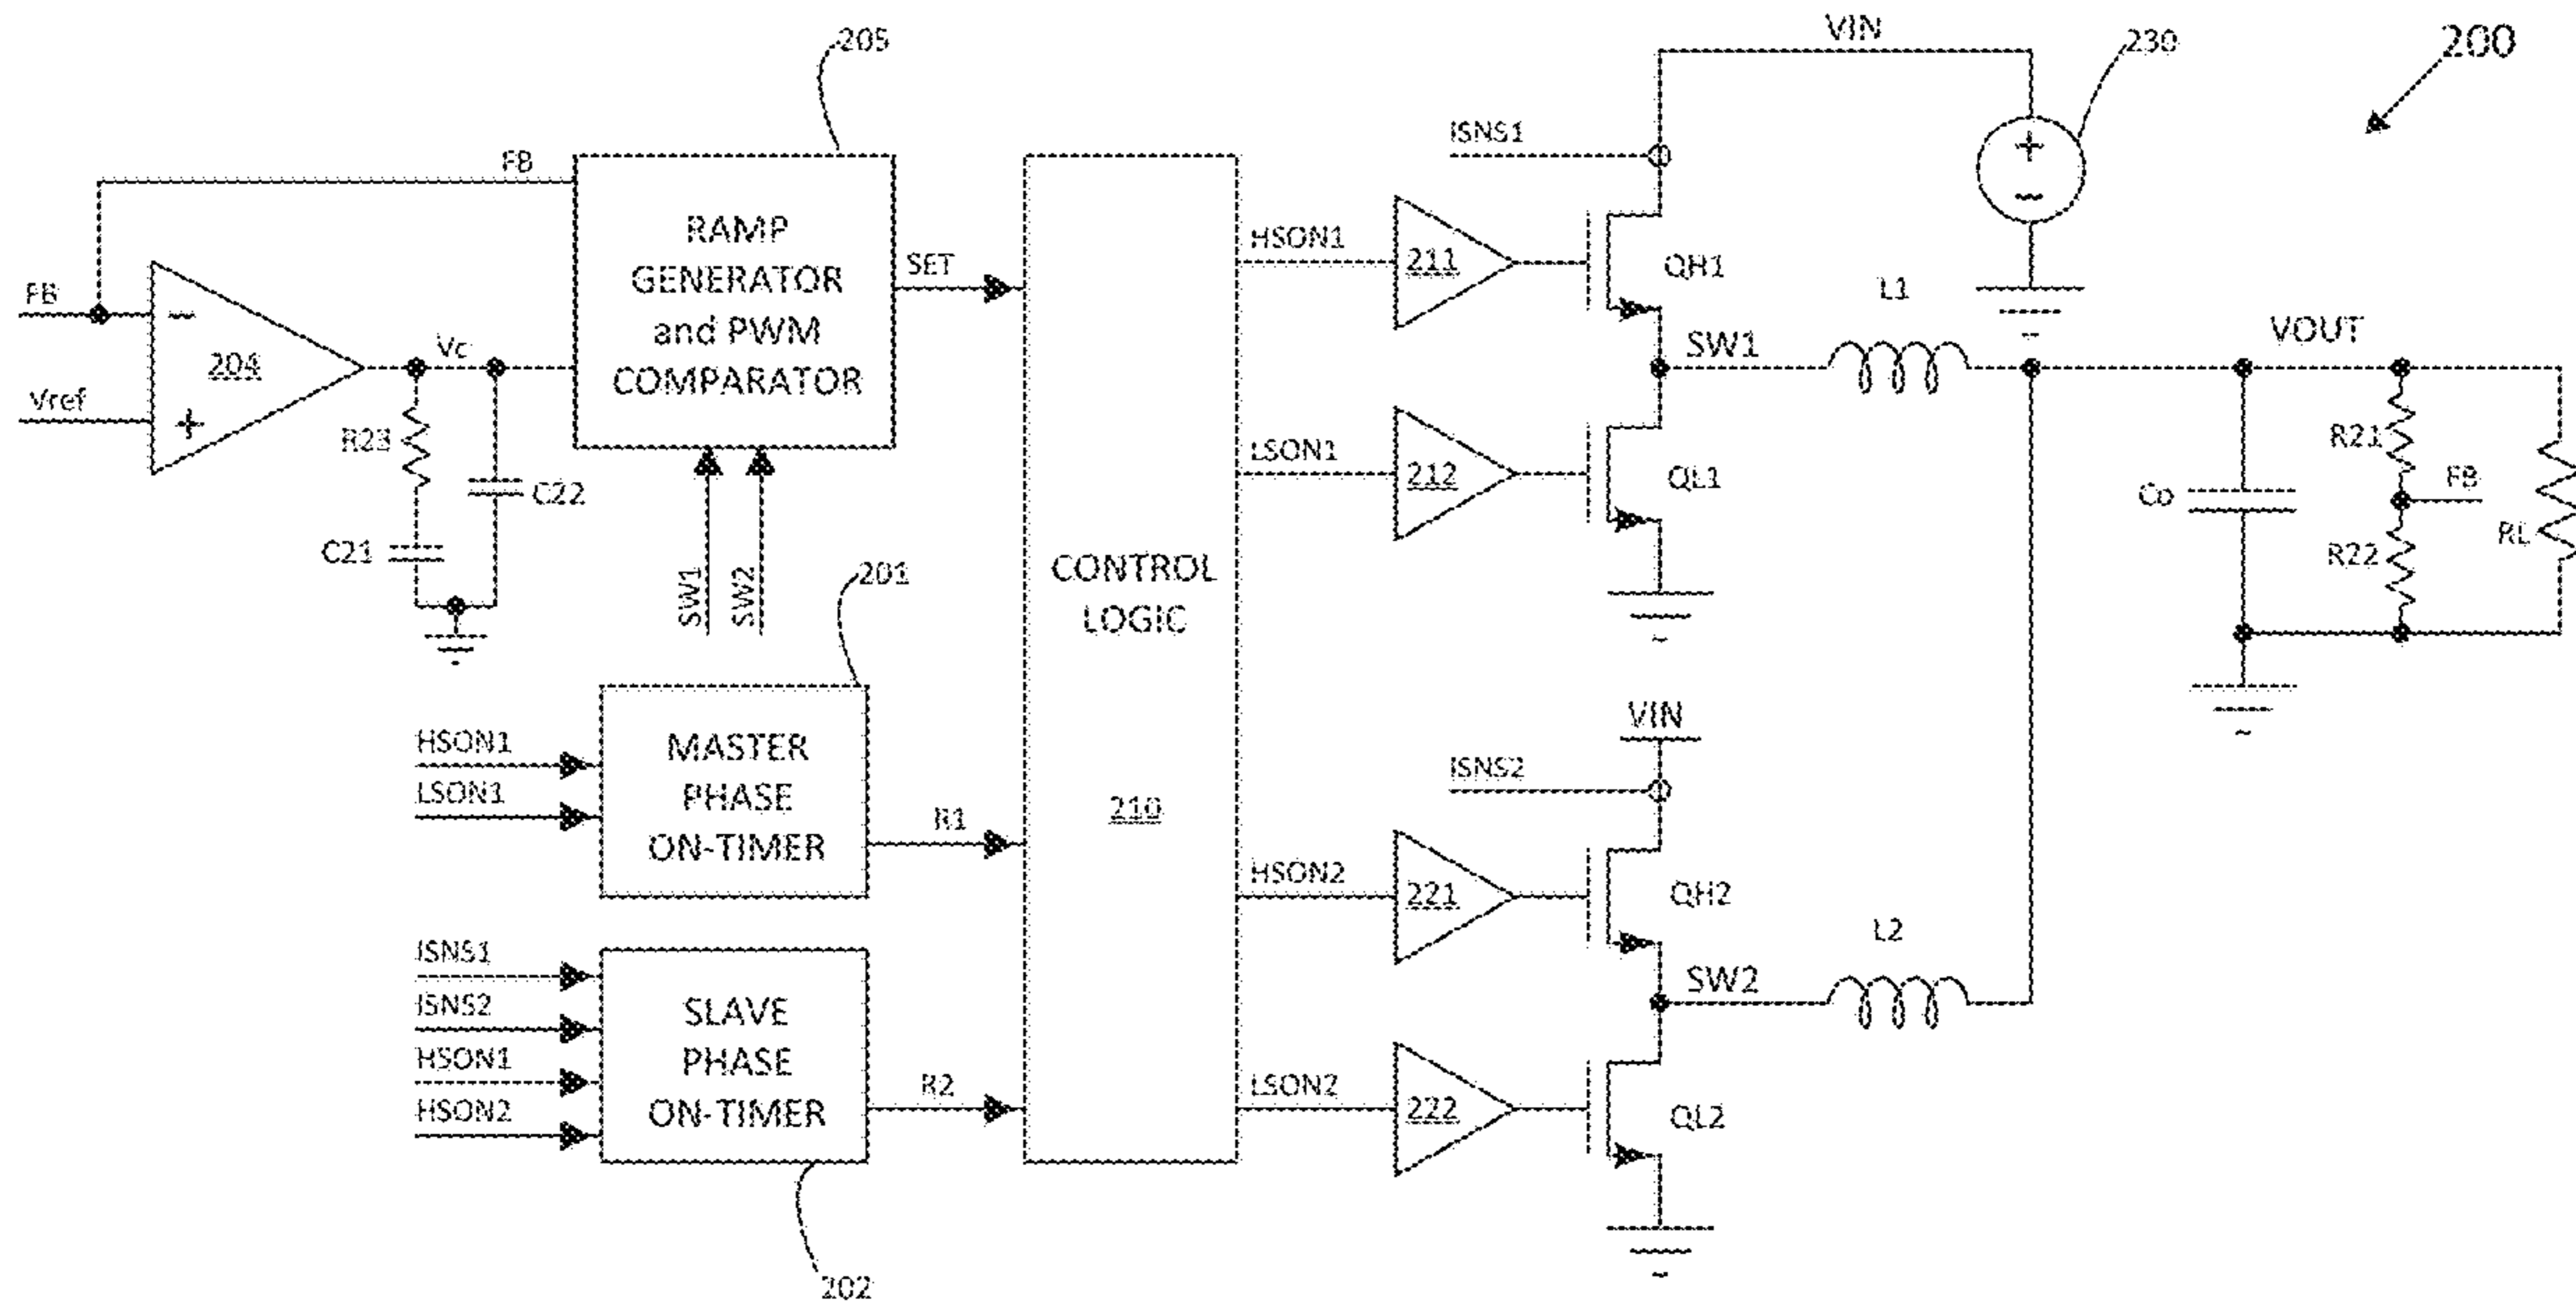 205
VIN
230
200
FB
ISNS1
RAMP
GENERATOR
and PWM
COMPARATOR
SET
HSON1
211
QH1
L1
FB
−
204
Vc
Vref
+
SW1
VOUT
+
−
R23
C22
C21
SW1
SW2
LSON1
212
QL1
Co
R21
FB
R22
RL
CONTROL
LOGIC
210
201
HSON1
LSON1
MASTER
PHASE
ON-TIMER
R1
VIN
ISNS2
HSON2
221
QH2
L2
SW2
ISNS1
ISNS2
HSON1
HSON2
SLAVE
PHASE
ON-TIMER
R2
LSON2
222
QL2
202